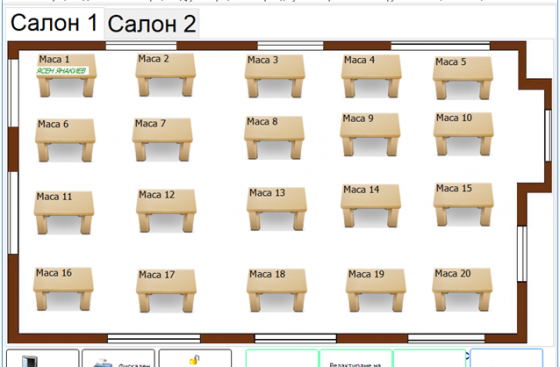 Салон 1 Салон 2
Маса 1 Маса 2 Маса 3 Маса 4 Маса 5
ЯСЕН ЯНАКИЕВ
Маса 6 Маса 7 Маса 8 Маса 9 Маса 10
Маса 11 Маса 12 Маса 13 Маса 14 Маса 15
Маса 16 Маса 17 Маса 18 Маса 19 Маса 20
Фискален Редактиране на